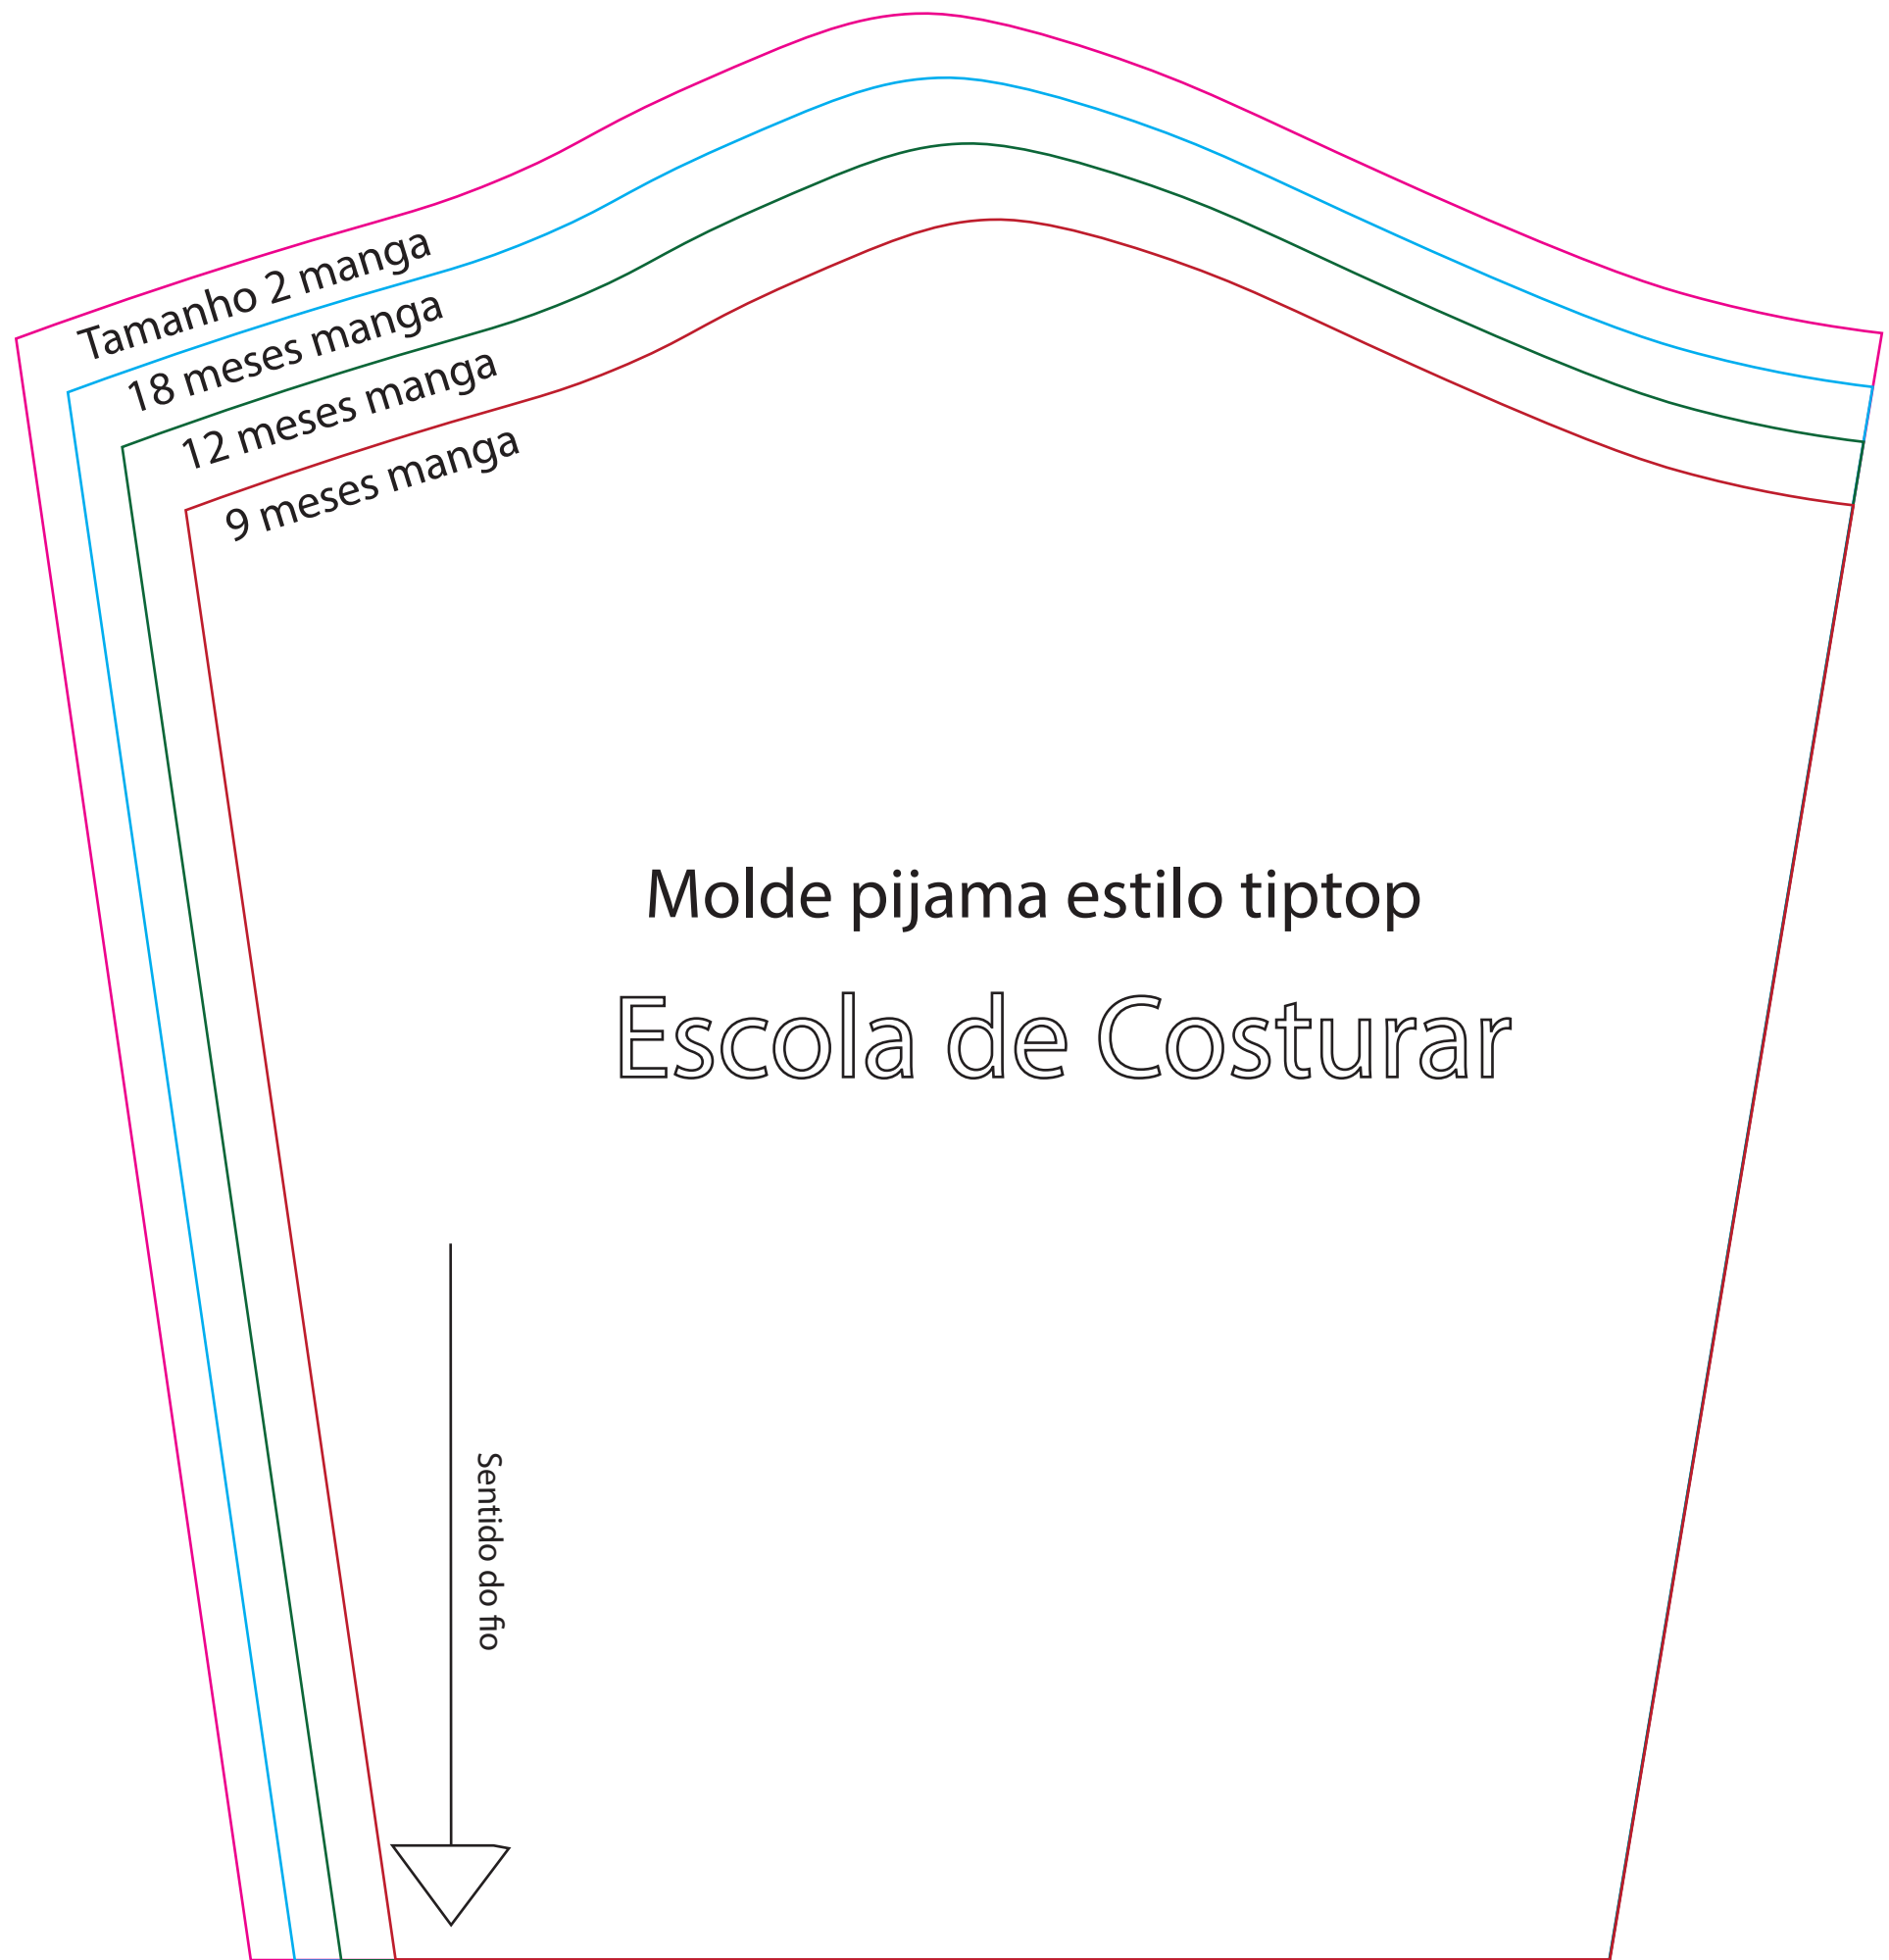 Tamanho 2 manga
18 meses manga
12 meses manga
9 meses manga
Molde pijama estilo tiptop
Escola de Costurar
Sentido do fio